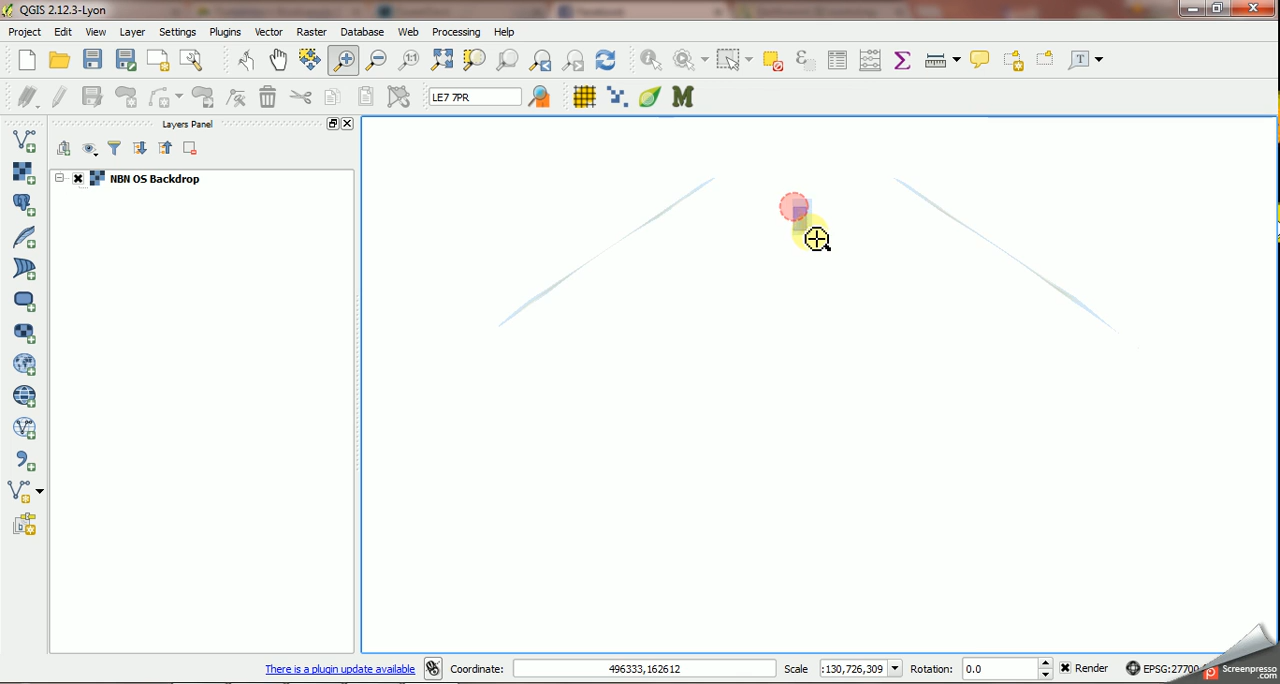 QGIS 2.12.3-Lyon
Project Edit View Layer Settings Plugins Vector Raster Database Web Processing Help
LE7 7PR
Layers Panel
NBN OS Backdrop
There is a plugin update available Coordinate: 496333,162612 Scale :130,726,309 Rotation: 0.0 Render EPSG:27700
Screenpresso
.com